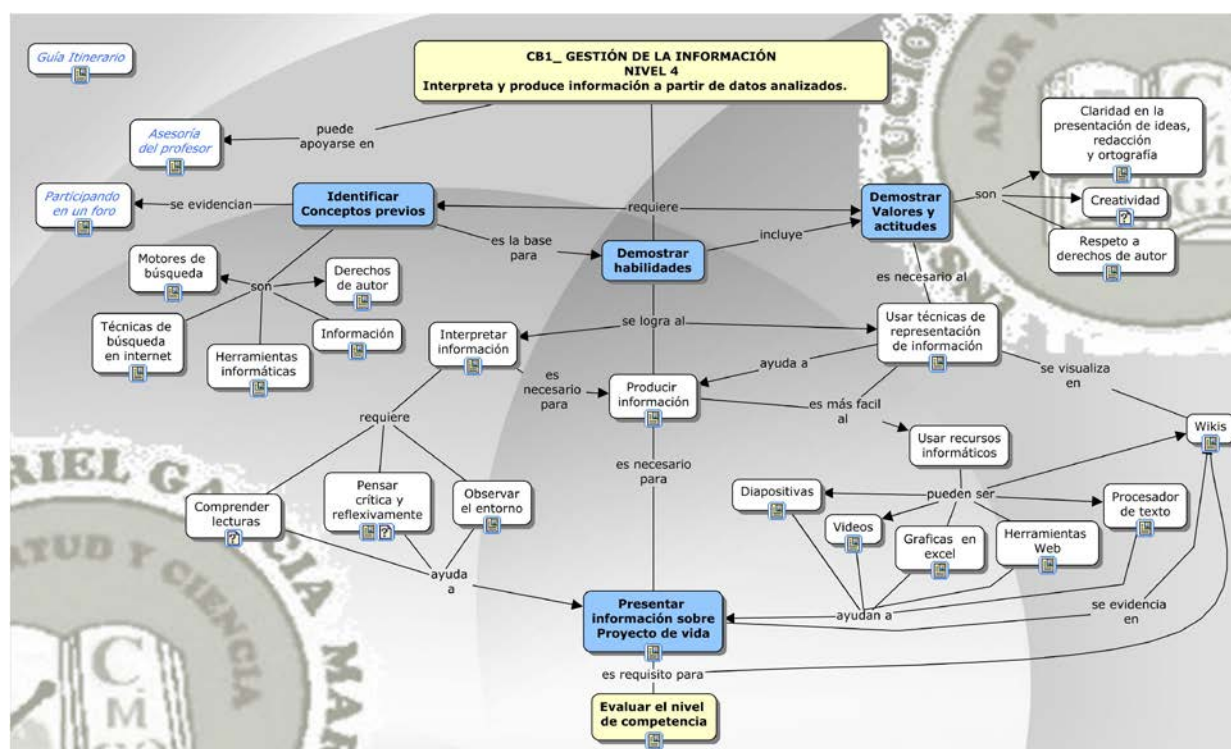 Guía Itinerario
CB1_ GESTIÓN DE LA INFORMACIÓN
NIVEL 4
Interpreta y produce información a partir de datos analizados.
Asesoría
del profesor
puede
apoyarse en
Claridad en la
presentación de ideas,
redacción
y ortografía
Participando
en un foro
se evidencian
Identificar
Conceptos previos
requiere
Demostrar
Valores y
actitudes
son
Creatividad
Respeto a
derechos de autor
es la base
para
Demostrar
habilidades
incluye
es necesario al
Motores de
búsqueda
son
Derechos
de autor
Técnicas de
búsqueda
en internet
Herramientas
informáticas
Información
Interpretar
información
se logra al
Usar técnicas de
representación
de información
es
necesario
para
Producir
información
ayuda a
se visualiza
en
es más facil
al
Usar recursos
informáticos
Wikis
requiere
es necesario
para
Comprender
lecturas
Pensar
crítica y
reflexivamente
Observar
el entorno
Diapositivas
pueden ser
Videos
Graficas en
excel
Herramientas
Web
Procesador
de texto
ayuda
a
Presentar
información sobre
Proyecto de vida
ayudan a
se evidencia
en
es requisito para
Evaluar el nivel
de competencia
AMOR
RIEL GARCIA
MAR
VIRTUD Y CIENCIA
C.
M